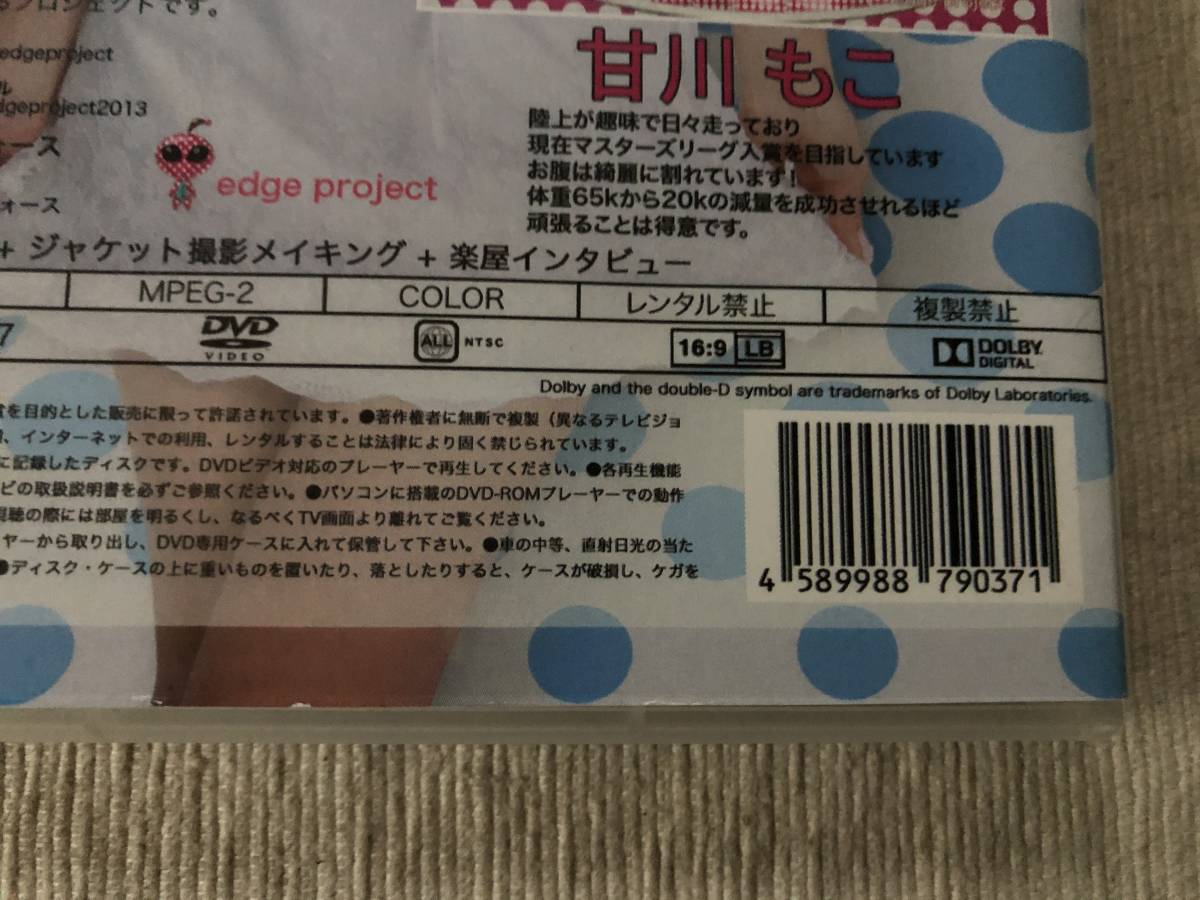 るプロジェクトです。
edgeproject
ル
dgeproject2013
ォース
ォース
edge project
甘川 もこ
陸上が趣味で日々走っており
現在マスターズリーグ入賞を目指しています
お腹は綺麗に割れています!
体重65kから20kの減量を成功させれるほど
頑張ることは得意です。
+ ジャケット撮影メイキング + 楽屋インタビュー
MPEG-2 COLOR レンタル禁止 複製禁止
7 DVD VIDEO ALL NTSC 16:9 LB DOLBY DIGITAL
Dolby and the double-D symbol are trademarks of Dolby Laboratories.
賞を目的とした販売に限って許諾されています。●著作権者に無断で複製(異なるテレビジョ
、インターネットでの利用、レンタルすることは法律により固く禁じられています。
に記録したディスクです。DVDビデオ対応のプレーヤーで再生してください。●各再生機能
ビの取扱説明書を必ずご参照ください。●パソコンに搭載のDVD-ROMプレーヤーでの動作
視聴の際には部屋を明るくし、なるべくTV画面より離れてご覧ください。
ヤーから取り出し、DVD専用ケースに入れて保管して下さい。●車の中等、直射日光の当た
●ディスク・ケースの上に重いものを置いたり、落としたりすると、ケースが破損し、ケガを
4 589988 790371